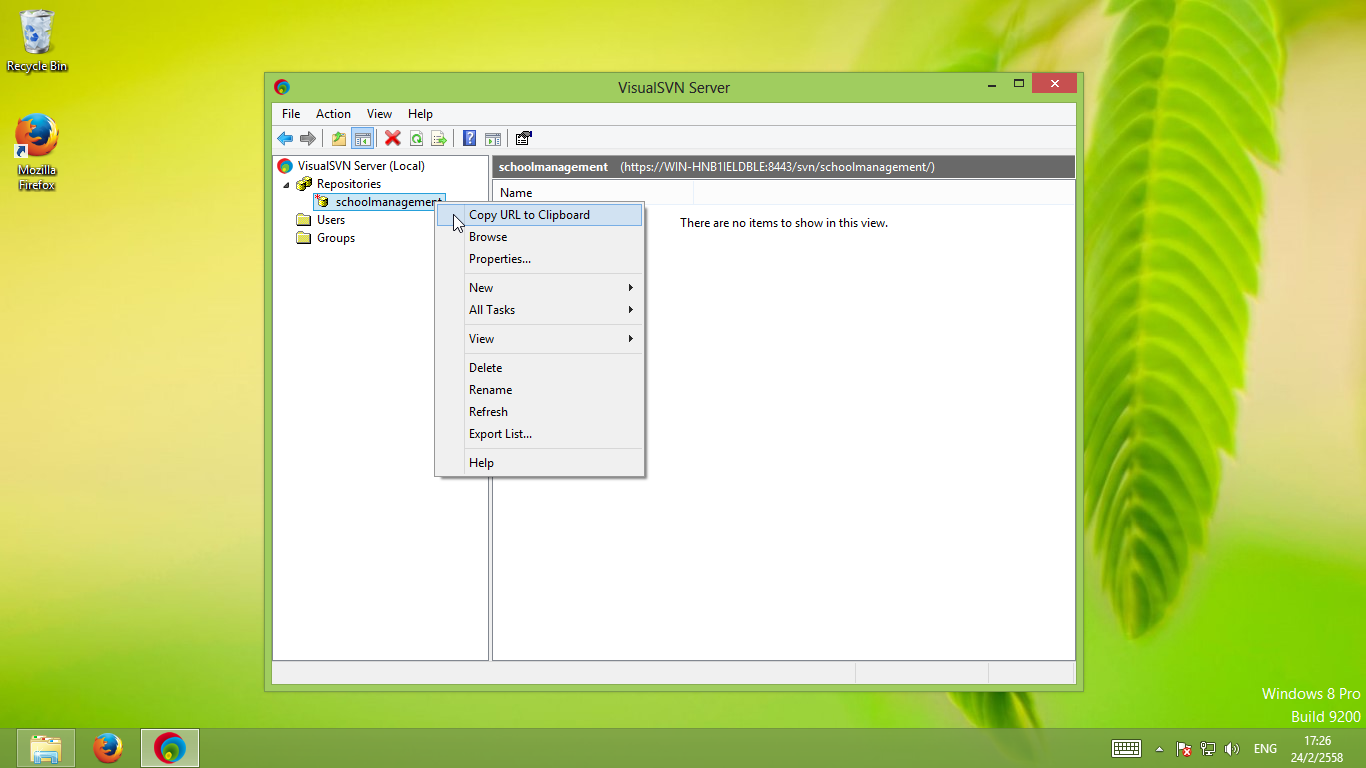 Recycle Bin
Mozilla
Firefox
VisualSVN Server
File Action View Help
VisualSVN Server (Local)
Repositories
schoolmanagement
Users
Groups
schoolmanagement (https://WIN-HNB1IELDBLE:8443/svn/schoolmanagement/)
Name
There are no items to show in this view.
Copy URL to Clipboard
Browse
Properties...
New
All Tasks
View
Delete
Rename
Refresh
Export List...
Help
Windows 8 Pro
Build 9200
ENG
17:26
24/2/2558